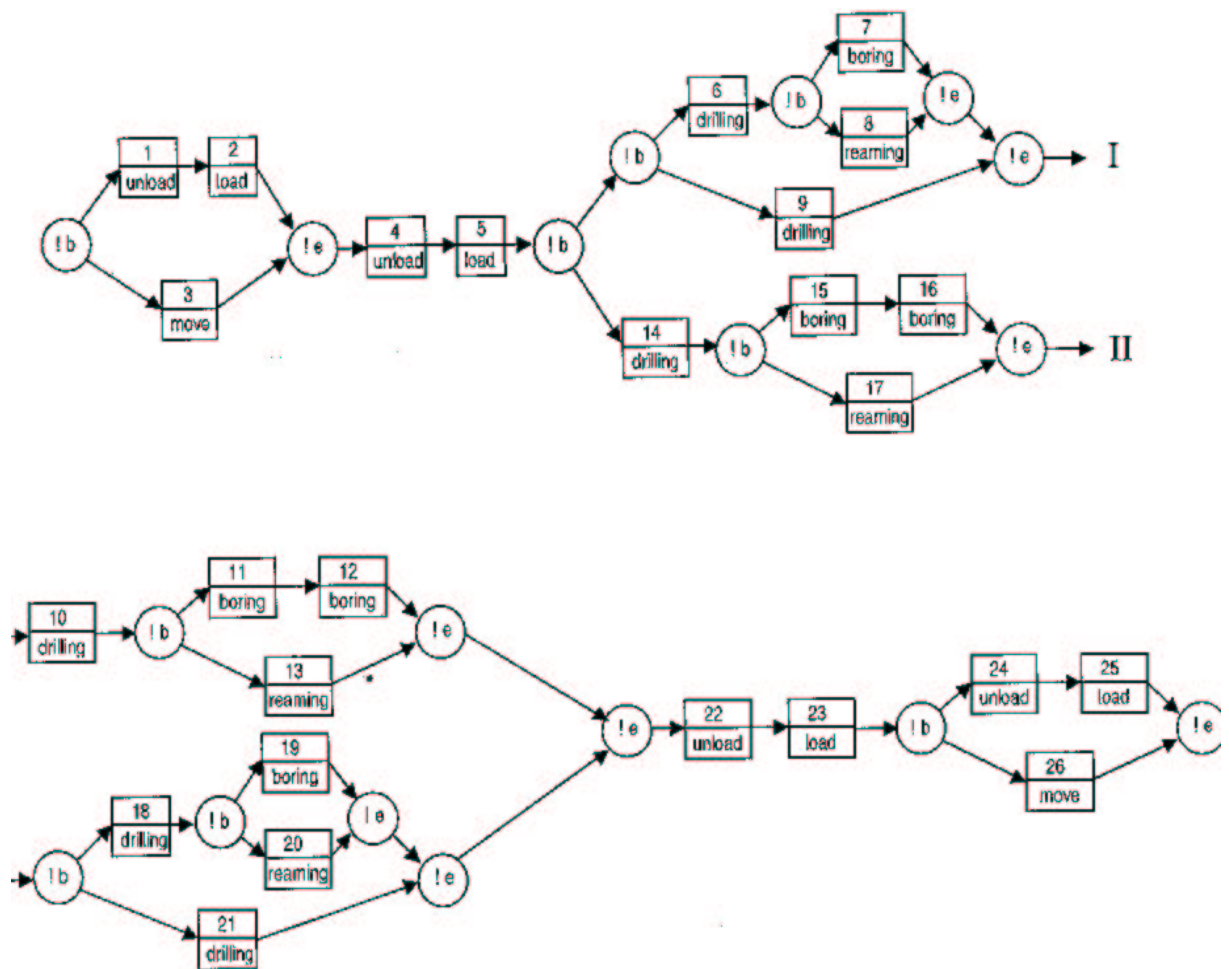 7
boring
6
drilling
! b
! e
8
reaming
1
unload
2
load
! b
! e
I
9
drilling
! b
! e
4
unload
5
load
! b
3
move
15
boring
16
boring
14
drilling
! b
! e
II
17
reaming
11
boring
12
boring
10
drilling
! b
! e
13
reaming
24
unload
25
load
! e
22
unload
23
load
! b
! e
19
boring
26
move
18
drilling
! b
! e
20
reaming
! b
! e
21
drilling